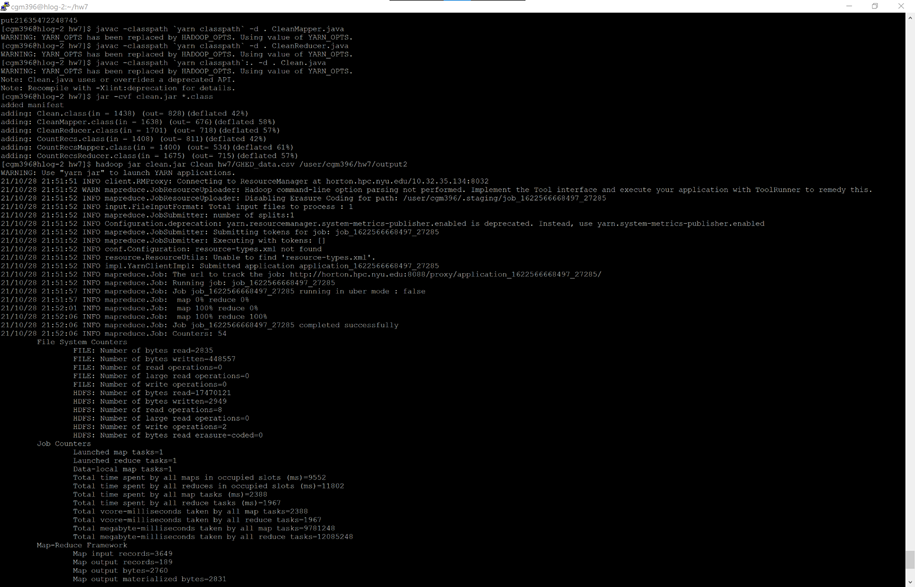 cgm396@hlog-2 hw7
put21635472248745
[cgm396@hlog-2 hw7]$ javac -classpath `yarn classpath` -d . CleanMapper.java
WARNING: YARN_OPTS has been replaced by HADOOP_OPTS. Using value of YARN_OPTS.
[cgm396@hlog-2 hw7]$ javac -classpath `yarn classpath` -d . CleanReducer.java
WARNING: YARN_OPTS has been replaced by HADOOP_OPTS. Using value of YARN_OPTS.
[cgm396@hlog-2 hw7]$ javac -classpath `yarn classpath`:. -d . Clean.java
WARNING: YARN_OPTS has been replaced by HADOOP_OPTS. Using value of YARN_OPTS.
Note: Clean.java uses or overrides a deprecated API.
Note: Recompile with -Xlint:deprecation for details.
[cgm396@hlog-2 hw7]$ jar -cvf clean.jar *.class
added manifest
adding: Clean.class(in = 1430) (out= 828)(deflated 42%)
adding: CleanMapper.class(in = 1638) (out= 676)(deflated 58%)
adding: CleanReducer.class(in = 1701) (out= 718)(deflated 57%)
adding: CountRecs.class(in = 1408) (out= 811)(deflated 42%)
adding: CountRecsMapper.class(in = 1400) (out= 534)(deflated 61%)
adding: CountRecsReducer.class(in = 1675) (out= 715)(deflated 57%)
[cgm396@hlog-2 hw7]$ hadoop jar clean.jar Clean hw7/GHED_data.csv /user/cgm396/hw7/output2
WARNING: Use "yarn jar" to launch YARN applications.
21/10/28 21:51:51 INFO client.RMProxy: Connecting to ResourceManager at horton.hpc.nyu.edu/10.32.35.134:8032
21/10/28 21:51:52 WARN mapreduce.JobResourceUploader: Hadoop command-line option parsing not performed. Implement the Tool interface and execute your application with ToolRunner to remedy this.
21/10/28 21:51:52 INFO mapreduce.JobResourceUploader: Disabling Erasure Coding for path: /user/cgm396/.staging/job_1622566668497_27285
21/10/28 21:51:52 INFO input.FileInputFormat: Total input files to process : 1
21/10/28 21:51:52 INFO mapreduce.JobSubmitter: number of splits:1
21/10/28 21:51:52 INFO Configuration.deprecation: yarn.resourcemanager.system-metrics-publisher.enabled is deprecated. Instead, use yarn.system-metrics-publisher.enabled
21/10/28 21:51:52 INFO mapreduce.JobSubmitter: Submitting tokens for job: job_1622566668497_27285
21/10/28 21:51:52 INFO mapreduce.JobSubmitter: Executing with tokens: []
21/10/28 21:51:52 INFO conf.Configuration: resource-types.xml not found
21/10/28 21:51:52 INFO resource.ResourceUtils: Unable to find 'resource-types.xml'.
21/10/28 21:51:52 INFO impl.YarnClientImpl: Submitted application application_1622566668497_27285
21/10/28 21:51:52 INFO mapreduce.Job: The url to track the job: http://horton.hpc.nyu.edu:8088/proxy/application_1622566668497_27285/
21/10/28 21:51:52 INFO mapreduce.Job: Running job: job_1622566668497_27285
21/10/28 21:51:57 INFO mapreduce.Job: Job job_1622566668497_27285 running in uber mode : false
21/10/28 21:51:57 INFO mapreduce.Job:  map 0% reduce 0%
21/10/28 21:52:01 INFO mapreduce.Job:  map 100% reduce 0%
21/10/28 21:52:06 INFO mapreduce.Job:  map 100% reduce 100%
21/10/28 21:52:06 INFO mapreduce.Job: Job job_1622566668497_27285 completed successfully
21/10/28 21:52:06 INFO mapreduce.Job: Counters: 54
File System Counters
FILE: Number of bytes read=2835
FILE: Number of bytes written=448557
FILE: Number of read operations=0
FILE: Number of large read operations=0
FILE: Number of write operations=0
HDFS: Number of bytes read=17470121
HDFS: Number of bytes written=2949
HDFS: Number of read operations=8
HDFS: Number of large read operations=0
HDFS: Number of write operations=2
HDFS: Number of bytes read erasure-coded=0
Job Counters
Launched map tasks=1
Launched reduce tasks=1
Data-local map tasks=1
Total time spent by all maps in occupied slots (ms)=9552
Total time spent by all reduces in occupied slots (ms)=11802
Total time spent by all map tasks (ms)=2388
Total time spent by all reduce tasks (ms)=1967
Total vcore-milliseconds taken by all map tasks=2388
Total vcore-milliseconds taken by all reduce tasks=1967
Total megabyte-milliseconds taken by all map tasks=9781248
Total megabyte-milliseconds taken by all reduce tasks=12085248
Map-Reduce Framework
Map input records=3649
Map output records=189
Map output bytes=2760
Map output materialized bytes=2831